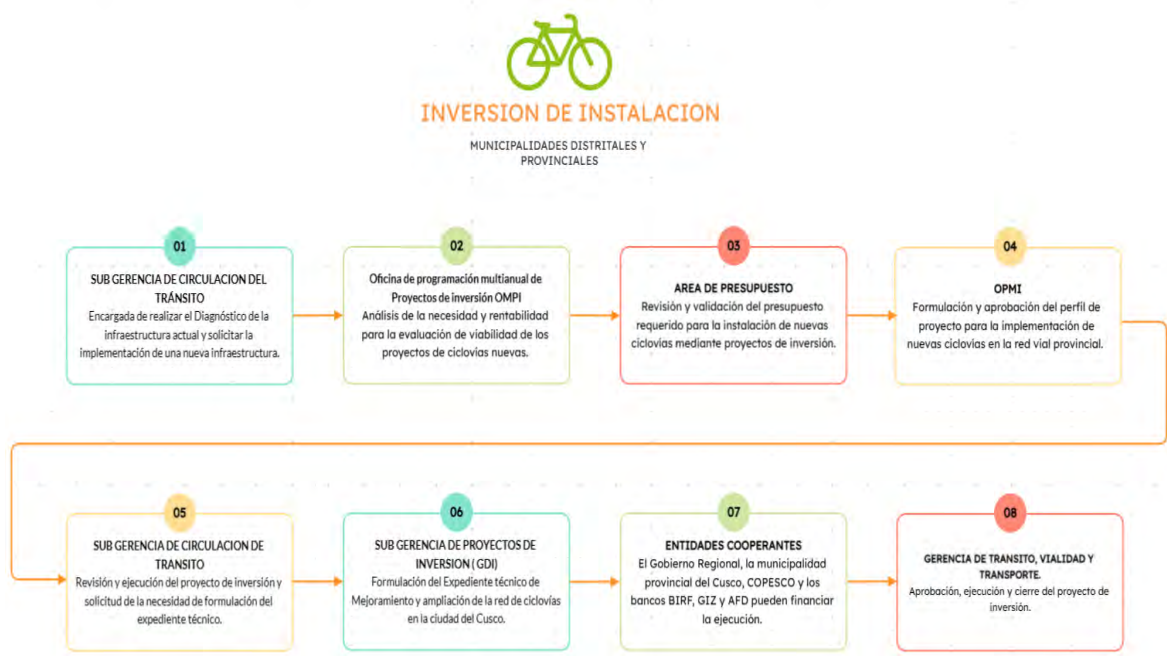 INVERSION DE INSTALACION
MUNICIPALIDADES DISTRITALES Y
PROVINCIALES
01
SUB GERENCIA DE CIRCULACION DEL
TRÁNSITO
Encargada de realizar el Diagnóstico de la
infraestructura actual y solicitar la
implementación de una nueva infraestructura.
02
Oficina de programación multianual de
Proyectos de inversión OMPI
Análisis de la necesidad y rentabilidad
para la evaluación de viabilidad de los
proyectos de ciclovías nuevas.
03
AREA DE PRESUPUESTO
Revisión y validación del presupuesto
requerido para la instalación de nuevas
ciclovías mediante proyectos de inversión.
04
OPMI
Formulación y aprobación del perfil de
proyecto para la implementación de
nuevas ciclovías en la red vial provincial.
05
SUB GERENCIA DE CIRCULACION DE
TRANSITO
Revisión y ejecución del proyecto de inversión y
solicitud de la necesidad de formulación del
expediente técnico.
06
SUB GERENCIA DE PROYECTOS DE
INVERSION ( GDI)
Formulación del Expediente técnico de
Mejoramiento y ampliación de la red de ciclovías
en la ciudad del Cusco.
07
ENTIDADES COOPERANTES
El Gobierno Regional, la municipalidad
provincial del Cusco, COPESCO y los
bancos BIRF, GIZ y AFD pueden financiar
la ejecución.
08
GERENCIA DE TRANSITO, VIALIDAD Y
TRANSPORTE.
Aprobación, ejecución y cierre del proyecto de
inversión.